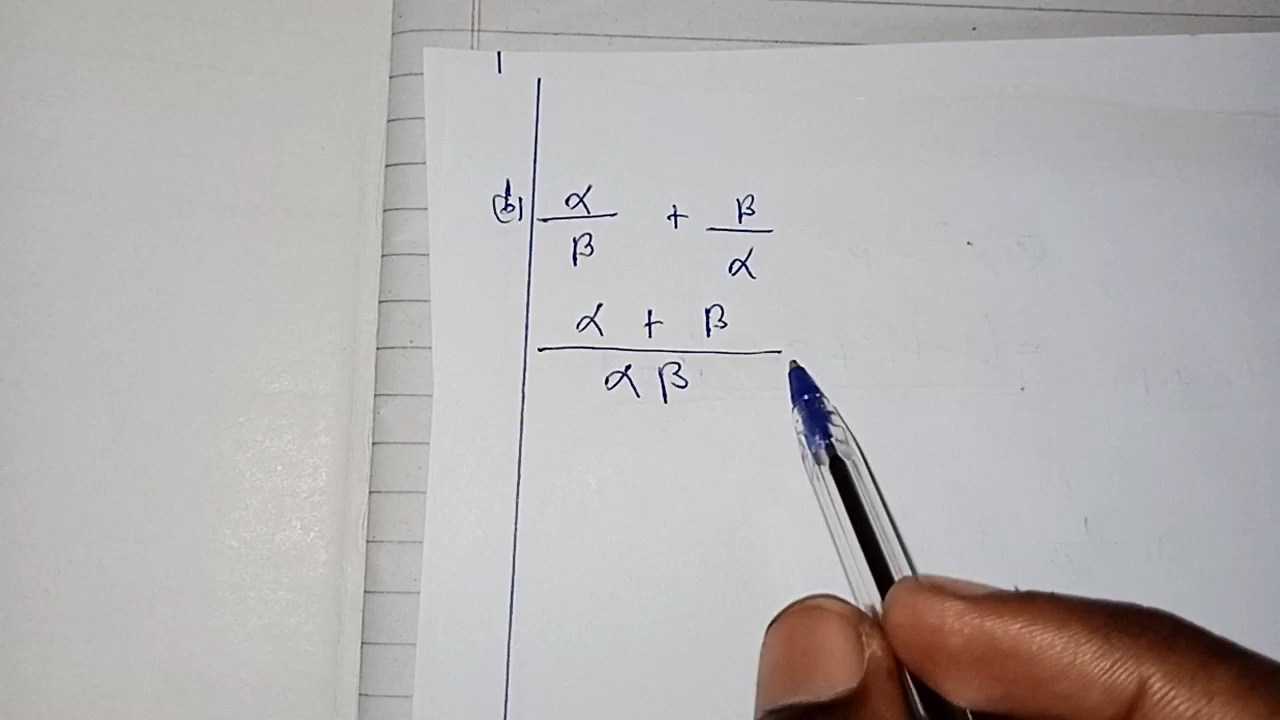 (b) α/β + β/α
α + β / αβ